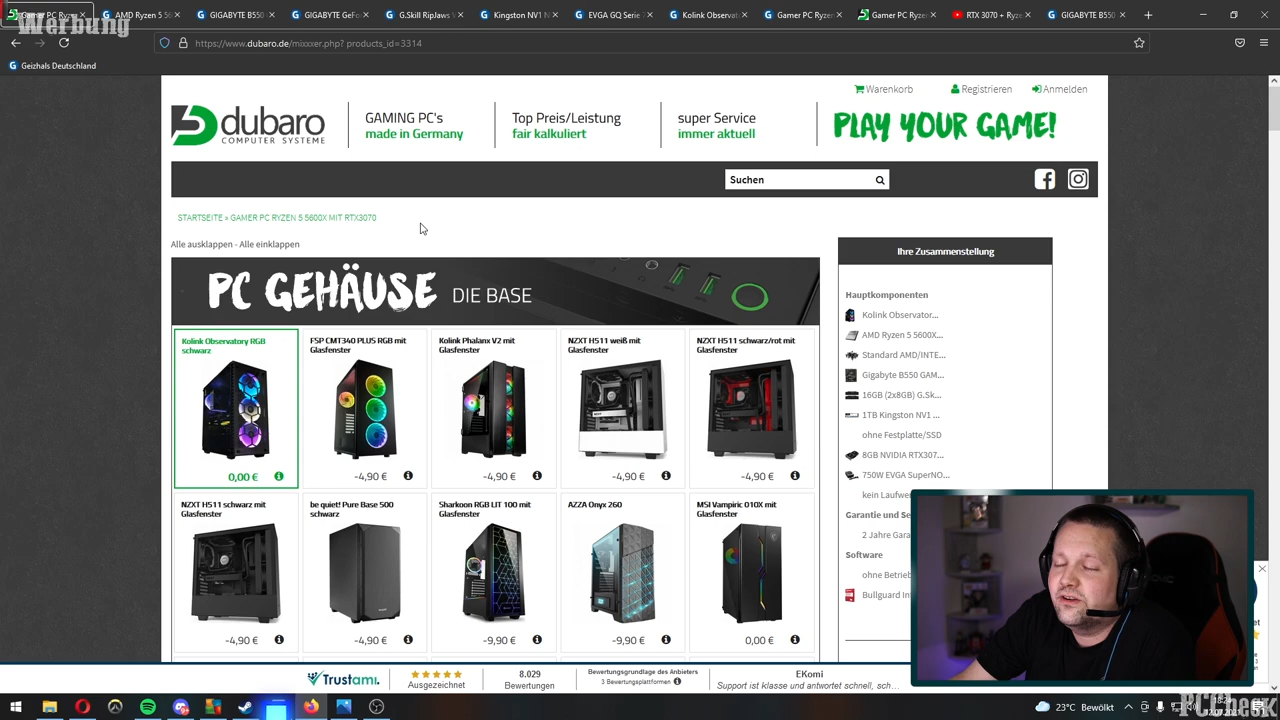 Gamer PC Ryzen
AMD Ryzen 5 5600
GIGABYTE B550
GIGABYTE GeFo
G.Skill RipJaws
Kingston NV1 N
EVGA GQ Serie
Kolink Observato
Gamer PC Ryzen
Gamer PC Ryze
RTX 3070 + Ryze
GIGABYTE B550
Werbung
https://www.dubaro.de/mixxxer.php? products_id=3314
Geizhals Deutschland
Warenkorb
Registrieren
Anmelden
dubaro
COMPUTER SYSTEME
GAMING PC's
made in Germany
Top Preis/Leistung
fair kalkuliert
super Service
immer aktuell
PLAY YOUR GAME!
Suchen
STARTSEITE » GAMER PC RYZEN 5 5600X MIT RTX3070
Alle ausklappen - Alle einklappen
PC GEHÄUSE DIE BASE
Kolink Observatory RGB
schwarz
0,00 €
FSP CMT340 PLUS RGB mit
Glasfenster
-4,90 €
Kolink Phalanx V2 mit
Glasfenster
-4,90 €
NZXT H511 weiß mit
Glasfenster
-4,90 €
NZXT H511 schwarz/rot mit
Glasfenster
-4,90 €
NZXT H511 schwarz mit
Glasfenster
-4,90 €
be quiet! Pure Base 500
schwarz
-4,90 €
Sharkoon RGB LIT 100 mit
Glasfenster
-9,90 €
AZZA Onyx 260
-9,90 €
MSI Vampiric 010X mit
Glasfenster
0,00 €
Ihre Zusammenstellung
Hauptkomponenten
Kolink Observator...
AMD Ryzen 5 5600X...
Standard AMD/INTE...
Gigabyte B550 GAM...
16GB (2x8GB) G.Sk...
1TB Kingston NV1 ...
ohne Festplatte/SSD
8GB NVIDIA RTX307...
750W EVGA SuperNO...
kein Laufwe
Garantie und Se
2 Jahre Gara
Software
ohne Betrieb
Bullguard In
Trustami.
Ausgezeichnet
8.029
Bewertungen
Bewertungsgrundlage des Anbieters
3 Bewertungsplattformen
EKomi
Support ist klasse und antwortet schnell, sch...
23°C Bewölkt